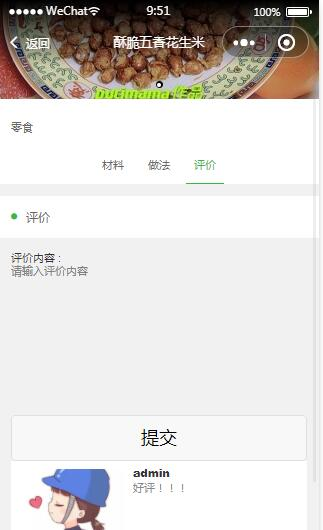 WeChat 9:51 100%
返回 酥脆五香花生米
零食
材料 做法 评价
评价
评价内容：
请输入评价内容
提交
admin
好评！！！